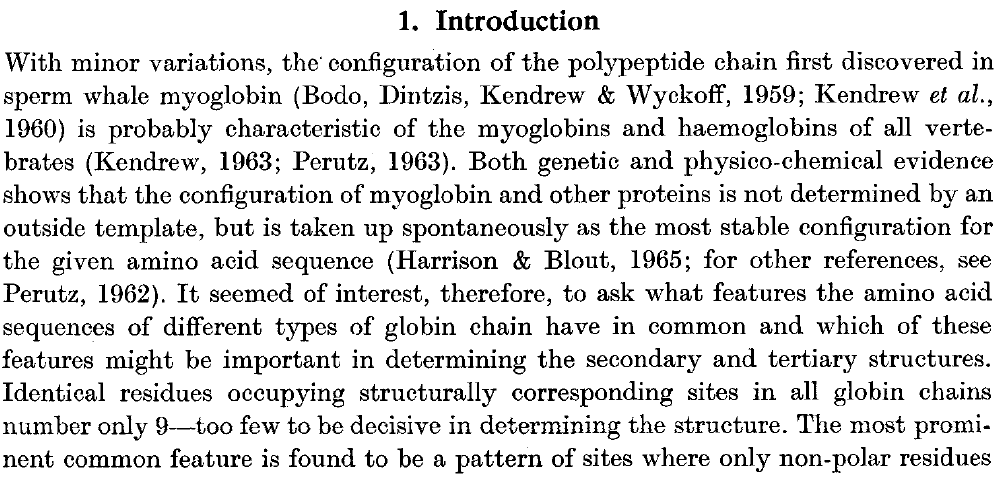 1. Introduction
With minor variations, the configuration of the polypeptide chain first discovered in
sperm whale myoglobin (Bodo, Dintzis, Kendrew & Wyckoff, 1959; Kendrew et al.,
1960) is probably characteristic of the myoglobins and haemoglobins of all verte-
brates (Kendrew, 1963; Perutz, 1963). Both genetic and physico-chemical evidence
shows that the configuration of myoglobin and other proteins is not determined by an
outside template, but is taken up spontaneously as the most stable configuration for
the given amino acid sequence (Harrison & Blout, 1965; for other references, see
Perutz, 1962). It seemed of interest, therefore, to ask what features the amino acid
sequences of different types of globin chain have in common and which of these
features might be important in determining the secondary and tertiary structures.
Identical residues occupying structurally corresponding sites in all globin chains
number only 9—too few to be decisive in determining the structure. The most promi-
nent common feature is found to be a pattern of sites where only non-polar residues